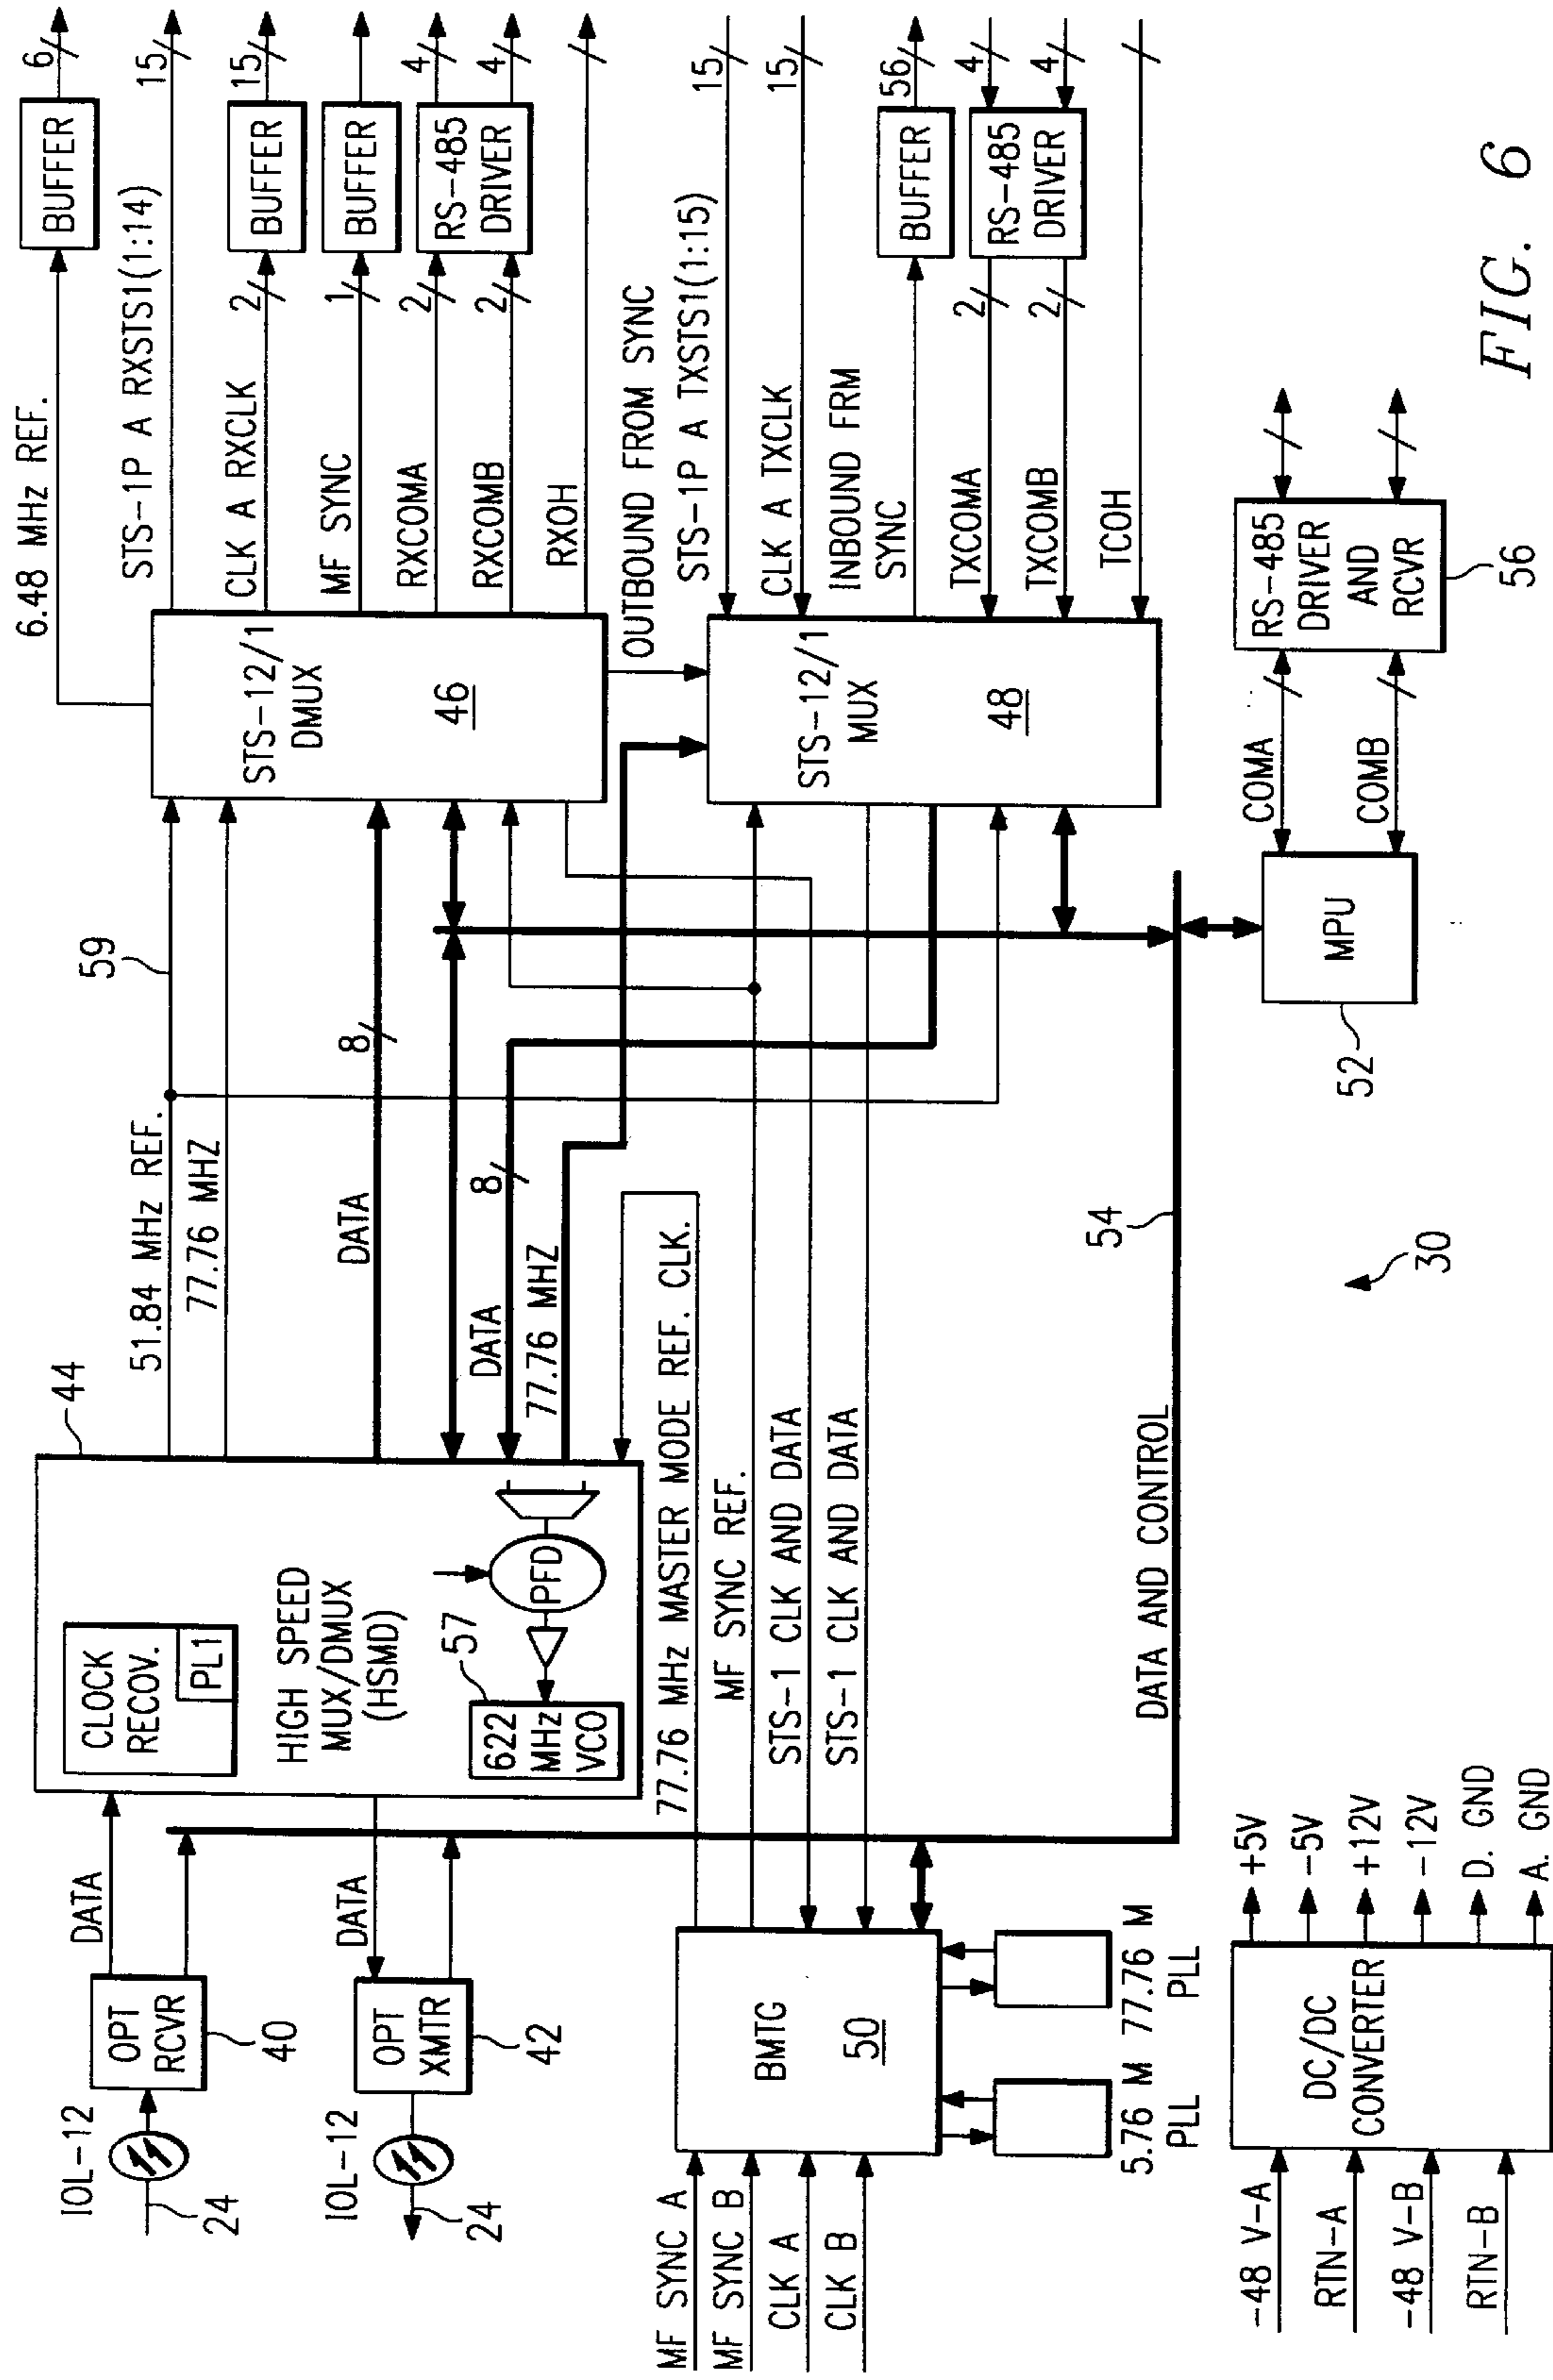 IOL-12
24
OPT
RCVR
40
DATA
IOL-12
24
OPT
XMTR
42
DATA
44
CLOCK
RECOV.
PL1
HIGH SPEED
MUX/DMUX
(HSMD)
57
622
MHz
VCO
PFD
51.84 MHz REF.
77.76 MHZ
59
DATA
8
DATA
8
77.76 MHZ
77.76 MHz MASTER MODE REF. CLK.
MF SYNC REF.
STS-1 CLK AND DATA
STS-1 CLK AND DATA
MF SYNC A
MF SYNC B
CLK A
CLK B
BMTG
50
5.76 M
PLL
77.76 M
PLL
DATA AND CONTROL
54
6.48 MHz REF.
BUFFER
6
STS-12/1
DMUX
46
STS-1P A RXSTS1(1:14)
15
CLK A RXCLK
2
BUFFER
15
MF SYNC
1
BUFFER
RXCOMA
2
RXCOMB
2
RS-485
DRIVER
4
4
RXOH
OUTBOUND FROM SYNC
STS-12/1
MUX
48
STS-1P A TXSTS1(1:15)
15
CLK A TXCLK
15
INBOUND FRM
SYNC
BUFFER
56
TXCOMA
2
TXCOMB
2
RS-485
DRIVER
4
4
TCOH
MPU
52
COMA
COMB
RS-485
DRIVER
AND
RCVR
56
30
-48 V-A
RTN-A
-48 V-B
RTN-B
DC/DC
CONVERTER
+5V
-5V
+12V
-12V
D. GND
A. GND
FIG. 6